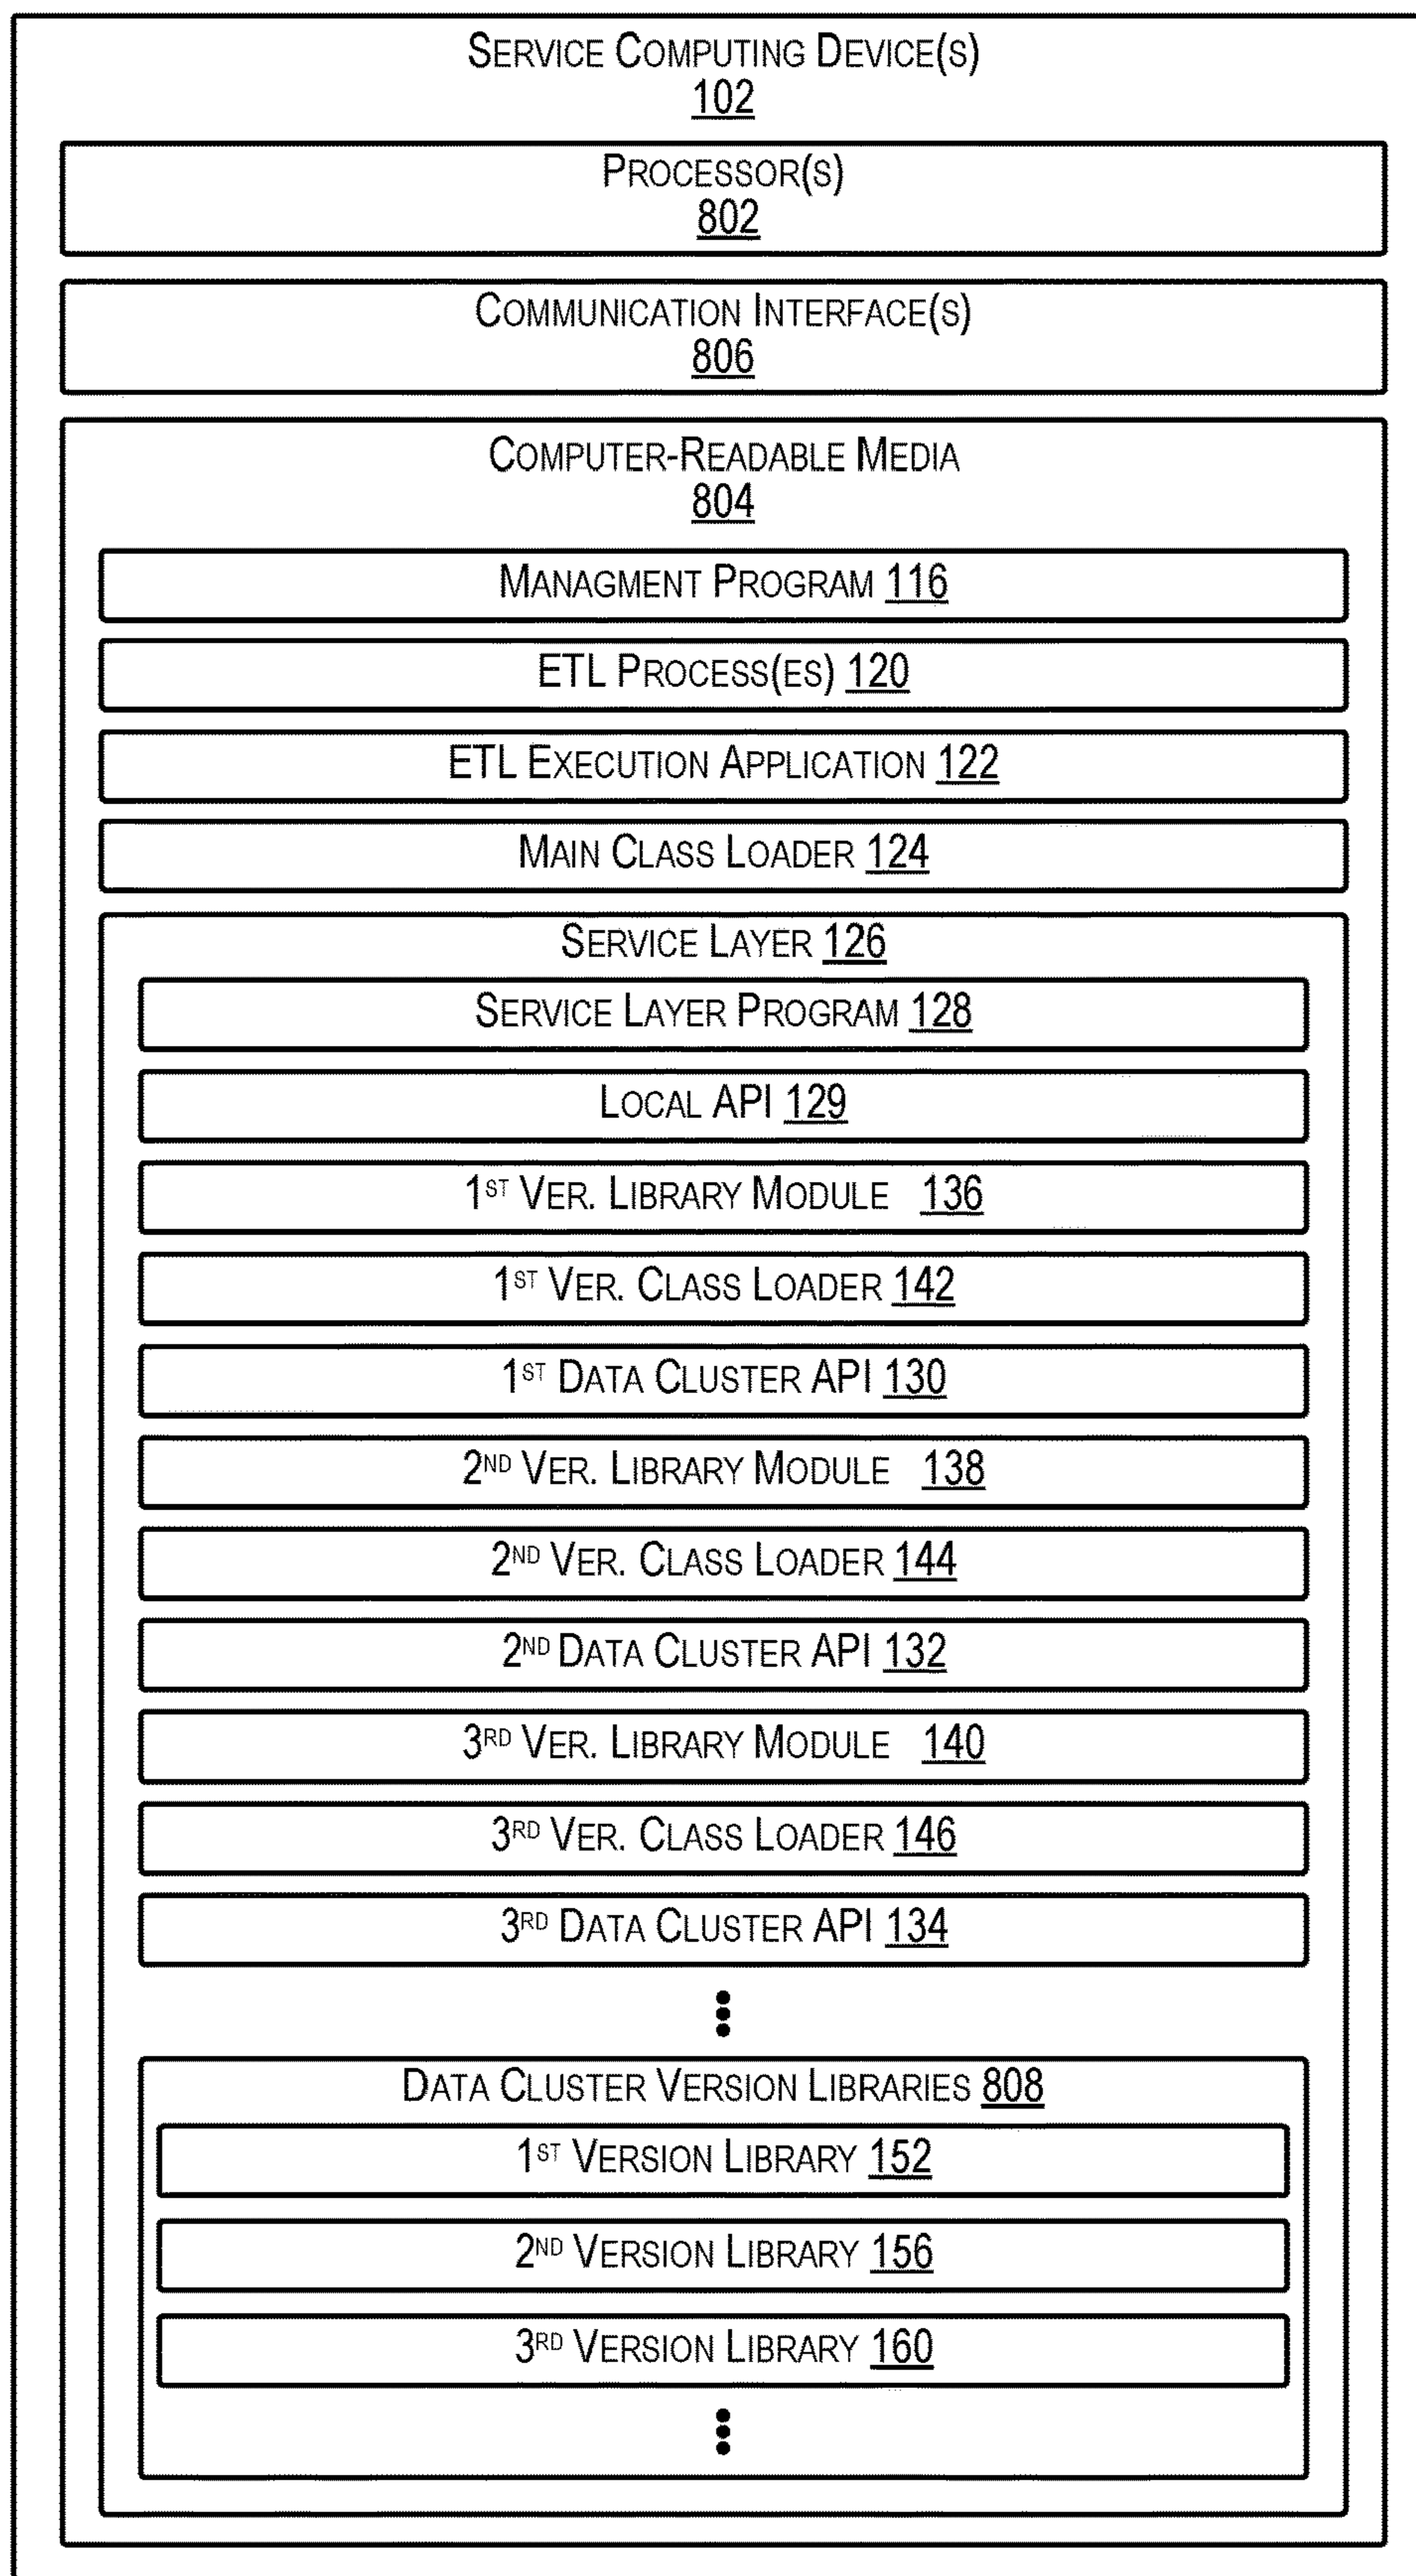 SERVICE COMPUTING DEVICE(S)
102
PROCESSOR(S)
802
COMMUNICATION INTERFACE(S)
806
COMPUTER-READABLE MEDIA
804
MANAGMENT PROGRAM 116
ETL PROCESS(ES) 120
ETL EXECUTION APPLICATION 122
MAIN CLASS LOADER 124
SERVICE LAYER 126
SERVICE LAYER PROGRAM 128
LOCAL API 129
1ST VER. LIBRARY MODULE 136
1ST VER. CLASS LOADER 142
1ST DATA CLUSTER API 130
2ND VER. LIBRARY MODULE 138
2ND VER. CLASS LOADER 144
2ND DATA CLUSTER API 132
3RD VER. LIBRARY MODULE 140
3RD VER. CLASS LOADER 146
3RD DATA CLUSTER API 134
DATA CLUSTER VERSION LIBRARIES 808
1ST VERSION LIBRARY 152
2ND VERSION LIBRARY 156
3RD VERSION LIBRARY 160